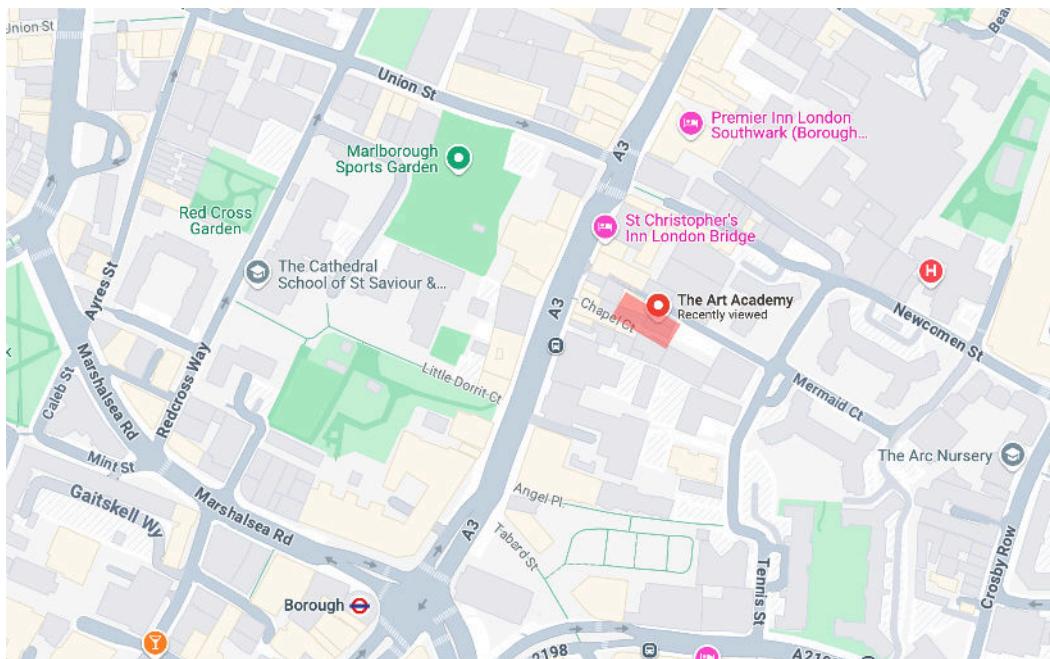 Union St
Union St
Bea
A3
Premier Inn London
Southwark (Borough...
Marlborough
Sports Garden
Red Cross
Garden
St Christopher's
Inn London Bridge
The Cathedral
School of St Saviour &...
Ayres St
A3
Chapel Ct
The Art Academy
Recently viewed
H
Newcomen St
k
Marshalsea Rd
Caleb St
Redcross Way
Little Dorrit Ct
Mermaid Ct
Mint St
The Arc Nursery
Gaitskell Wy
Marshalsea Rd
A3
Angel Pl.
Tabard St
Tennis St
Crosby Row
Borough
A2198